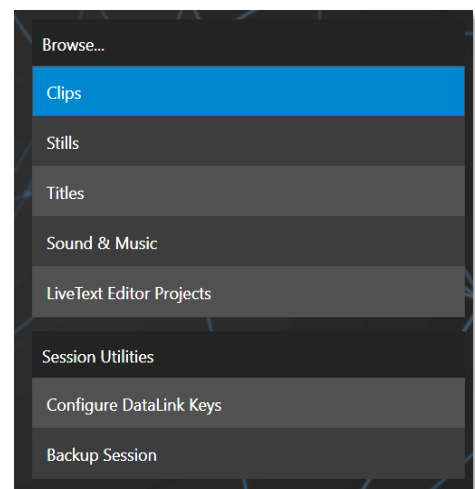 Browse...
Clips
Stills
Titles
Sound & Music
LiveText Editor Projects
Session Utilities
Configure DataLink Keys
Backup Session